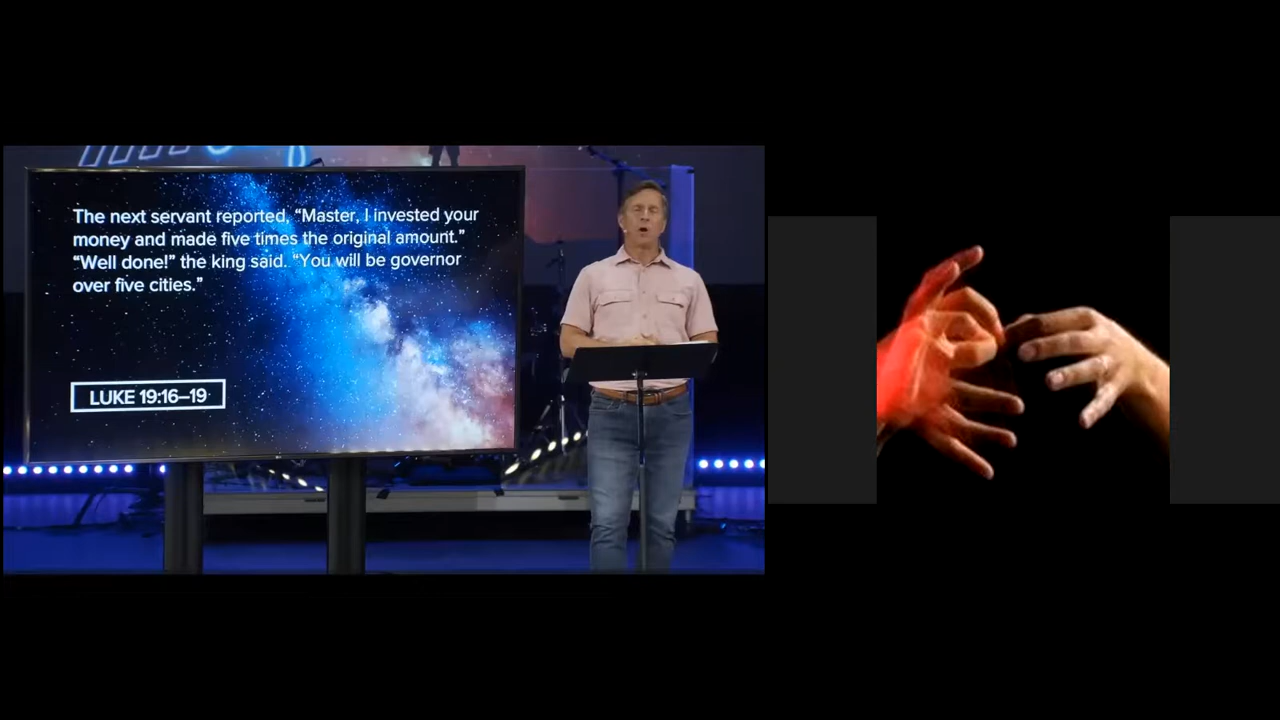 The next servant reported, “Master, I invested your
money and made five times the original amount.”
“Well done!” the king said. “You will be governor
over five cities.”
LUKE 19:16–19